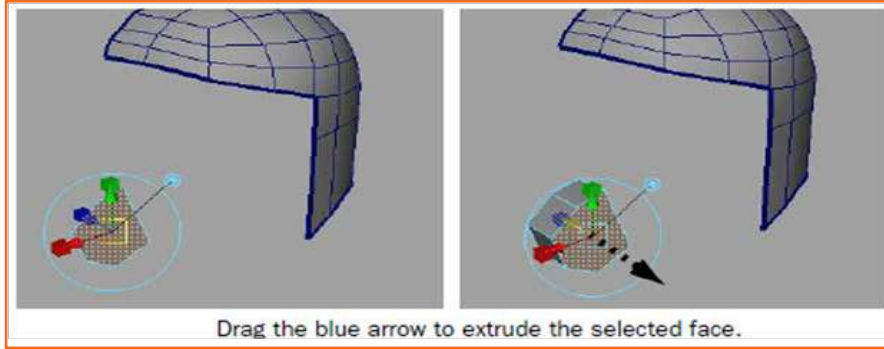 Drag the blue arrow to extrude the selected face.